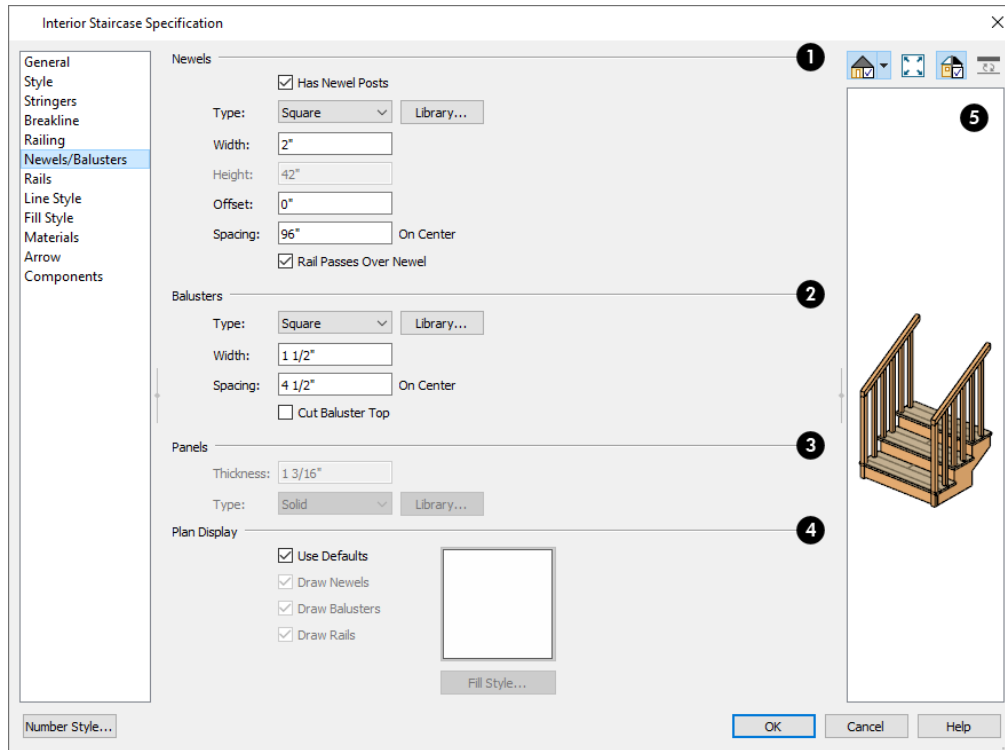 Interior Staircase Specification
General
Style
Stringers
Breakline
Railing
Newels/Balusters
Rails
Line Style
Fill Style
Materials
Arrow
Components
Newels
1
Has Newel Posts
Type: Square Library...
Width: 2"
Height: 42"
Offset: 0"
Spacing: 96" On Center
Rail Passes Over Newel
Balusters
2
Type: Square Library...
Width: 1 1/2"
Spacing: 4 1/2" On Center
Cut Baluster Top
Panels
3
Thickness: 1 3/16"
Type: Solid Library...
Plan Display
4
Use Defaults
Draw Newels
Draw Balusters
Draw Rails
Fill Style...
5
Number Style...
OK Cancel Help